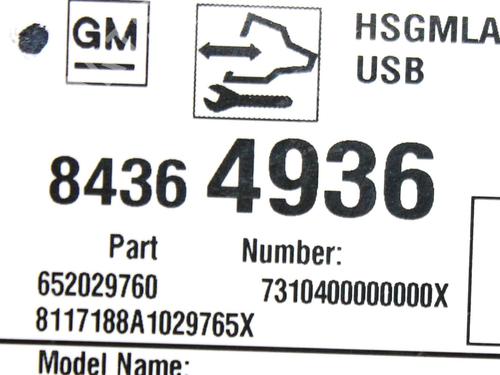 GM
HSGMLA
USB
8436 4936
Part Number:
652029760 7310400000000X
8117188A1029765X
Model Name: